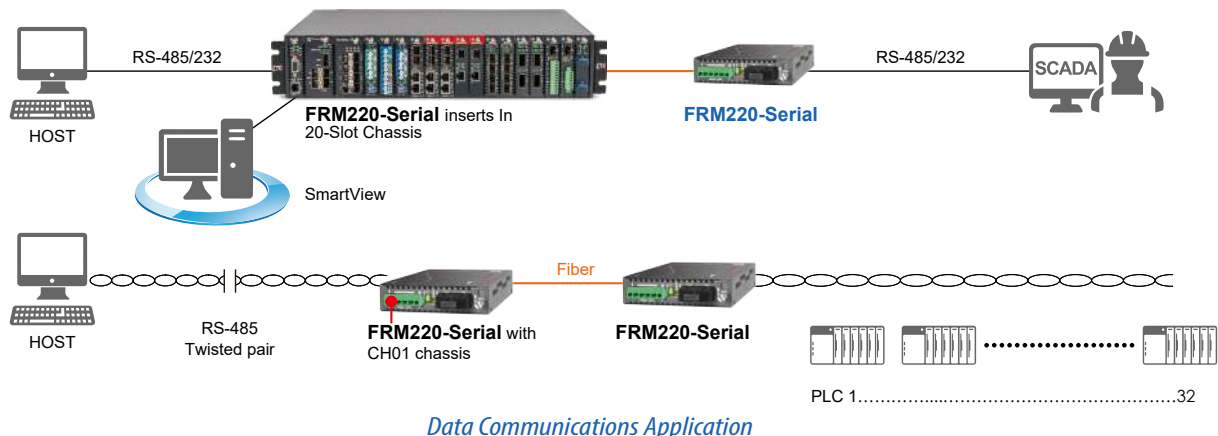 RS-485/232
RS-485/232
HOST
FRM220-Serial inserts In
20-Slot Chassis
FRM220-Serial
SCADA
SmartView
Fiber
HOST
RS-485
Twisted pair
FRM220-Serial with
CH01 chassis
FRM220-Serial
PLC 1.......................................................32
Data Communications Application